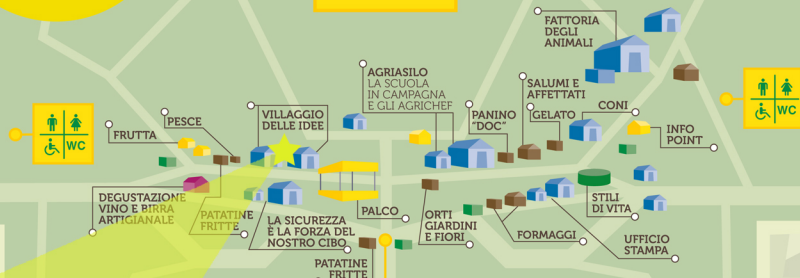 FATTORIA
DEGLI
ANIMALI
AGRIASILO
LA SCUOLA
IN CAMPAGNA
E GLI AGRICHEF
SALUMI E
AFFETTATI
PESCE
FRUTTA
VILLAGGIO
DELLE IDEE
PANINO
"DOC"
GELATO
CONI
INFO
POINT
WC
WC
DEGUSTAZIONE
VINO E BIRRA
ARTIGIANALE
PATATINE
FRITTE
LA SICUREZZA
È LA FORZA DEL
NOSTRO CIBO
PALCO
ORTI
GIARDINI
E FIORI
FORMAGGI
STILI
DI VITA
UFFICIO
STAMPA
PATATINE
FRITTE